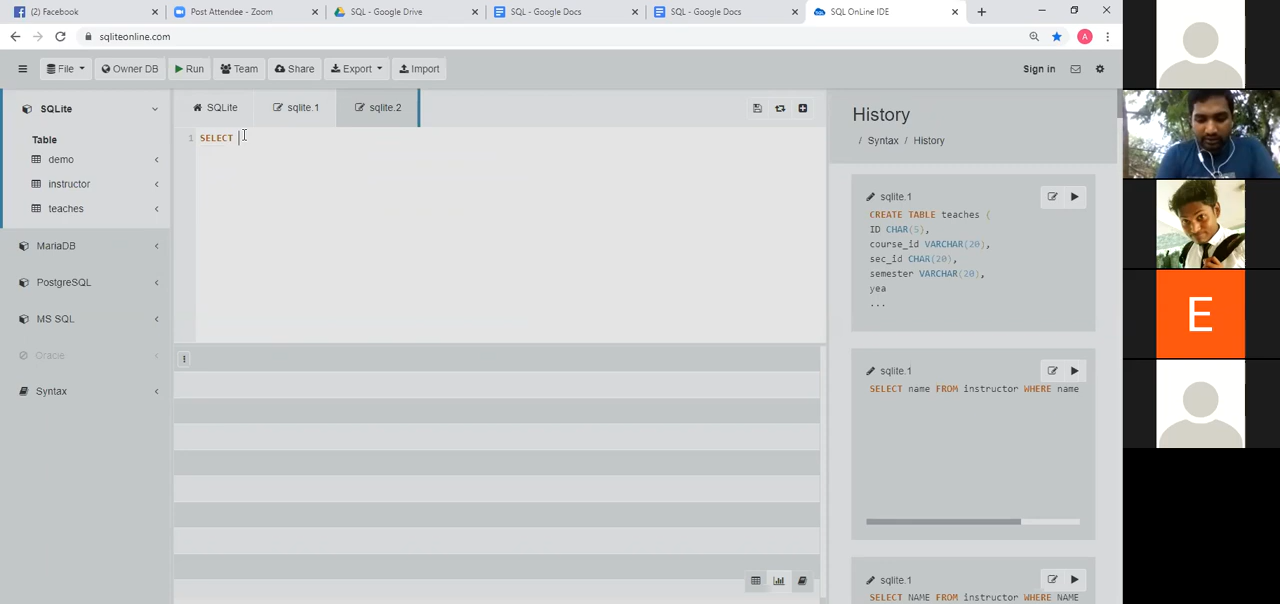 (2) Facebook
Post Attendee - Zoom
SQL - Google Drive
SQL - Google Docs
SQL - Google Docs
SQL OnLine IDE
sqliteonline.com
A
File
Owner DB
Run
Team
Share
Export
Import
Sign in
SQLite
Table
demo
instructor
teaches
MariaDB
PostgreSQL
MS SQL
Oracle
Syntax
SQLite
sqlite.1
sqlite.2
1 SELECT
History
/ Syntax / History
sqlite.1
CREATE TABLE teaches (
ID CHAR(5),
course_id VARCHAR(20),
sec_id CHAR(20),
semester VARCHAR(20),
yea
...
sqlite.1
SELECT name FROM instructor WHERE name
sqlite.1
SELECT NAME FROM instructor WHERE NAME
E